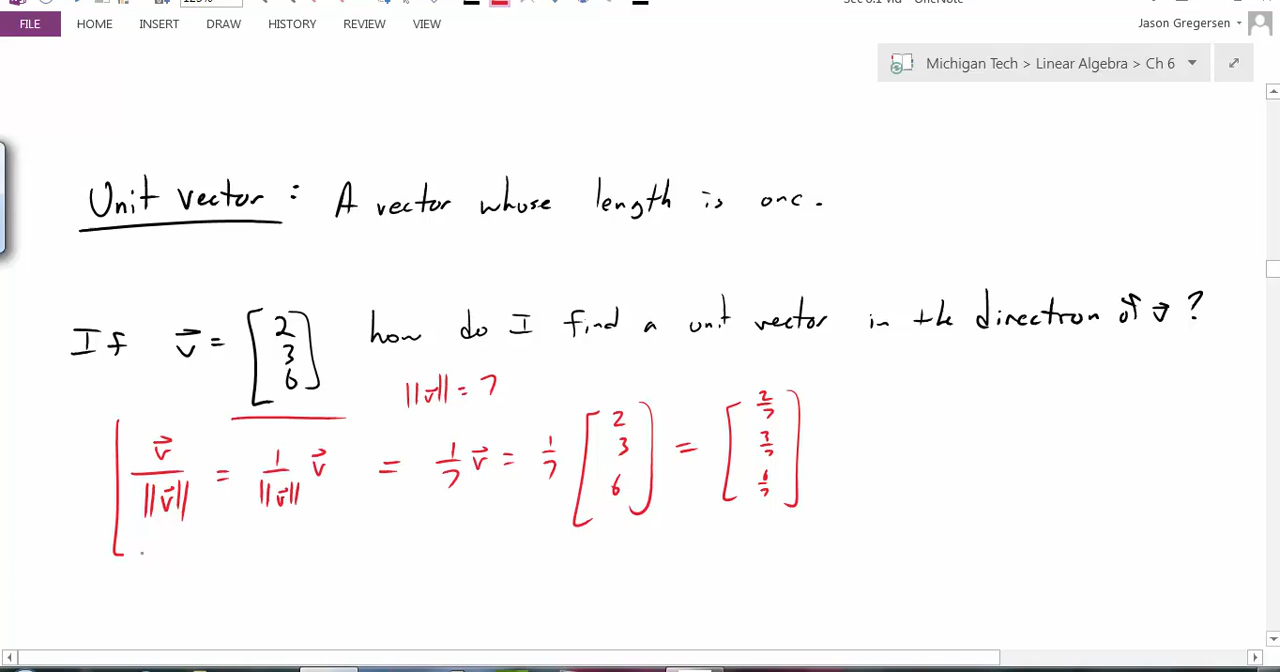 FILE HOME INSERT DRAW HISTORY REVIEW VIEW Jason Gregersen
Michigan Tech > Linear Algebra > Ch 6
Unit vector : A vector whose length is one.
If v⃗ = [2 3 6] how do I find a unit vector in the direction of v⃗ ?
||v⃗|| = 7
v⃗/||v⃗|| = 1/||v⃗|| v⃗ = 1/7 v⃗ = 1/7 [2 3 6] = [2/7 3/7 6/7]